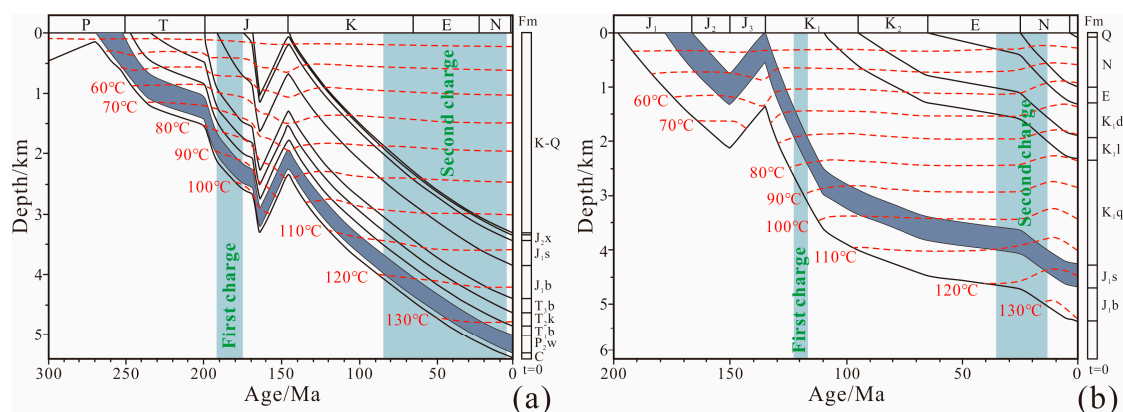 P T J K E N Fm
0
1
2
3
4
5
Depth/km
60℃
70℃
80℃
90℃
100℃
110℃
120℃
130℃
First charge
Second charge
K-Q
J₂x
J₁s
J₁b
T₁b
T₂k
T₁b
P₂w
C
t=0
300 250 200 150 100 50 0
Age/Ma
(a)
J₁ J₂ J₃ K₁ K₂ E N Fm
0
1
2
3
4
5
6
Depth/km
60℃
70℃
80℃
90℃
100℃
110℃
120℃
130℃
First charge
Second charge
Q
N
E
K₁d
K₁l
K₁q
J₁s
J₁b
t=0
200 150 100 50 0
Age/Ma
(b)